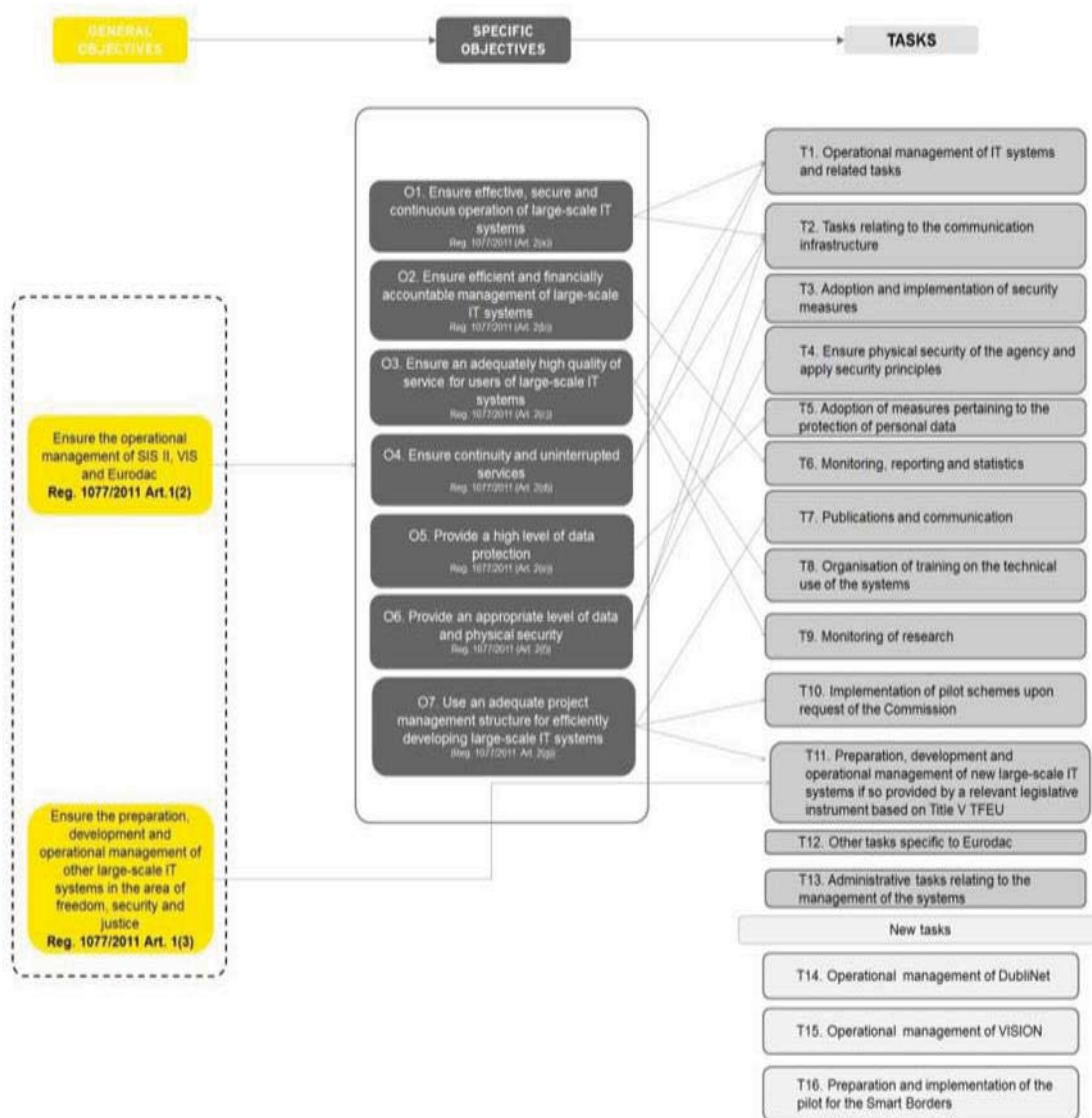 GENERAL
OBJECTIVES
SPECIFIC
OBJECTIVES
TASKS
Ensure the operational
management of SIS II, VIS
and Eurodac
Reg. 1077/2011 Art.1(2)
Ensure the preparation,
development and
operational management of
other large-scale IT
systems in the area of
freedom, security and
justice
Reg. 1077/2011 Art. 1(3)
O1. Ensure effective, secure and
continuous operation of large-scale IT
systems
Reg. 1077/2011 (Art. 2(a))
O2. Ensure efficient and financially
accountable management of large-scale
IT systems
Reg. 1077/2011 (Art. 2(b))
O3. Ensure an adequately high quality of
service for users of large-scale IT
systems
Reg. 1077/2011 (Art. 2(c))
O4. Ensure continuity and uninterrupted
services
Reg. 1077/2011 (Art. 2(d))
O5. Provide a high level of data
protection
Reg. 1077/2011 (Art. 2(e))
O6. Provide an appropriate level of data
and physical security
Reg. 1077/2011 (Art. 2(f))
O7. Use an adequate project
management structure for efficiently
developing large-scale IT systems
(Reg. 1077/2011 Art. 2(g))
T1. Operational management of IT systems
and related tasks
T2. Tasks relating to the communication
infrastructure
T3. Adoption and implementation of security
measures
T4. Ensure physical security of the agency and
apply security principles
T5. Adoption of measures pertaining to the
protection of personal data
T6. Monitoring, reporting and statistics
T7. Publications and communication
T8. Organisation of training on the technical
use of the systems
T9. Monitoring of research
T10. Implementation of pilot schemes upon
request of the Commission
T11. Preparation, development and
operational management of new large-scale IT
systems if so provided by a relevant legislative
instrument based on Title V TFEU
T12. Other tasks specific to Eurodac
T13. Administrative tasks relating to the
management of the systems
New tasks
T14. Operational management of DubliNet
T15. Operational management of VISION
T16. Preparation and implementation of the
pilot for the Smart Borders